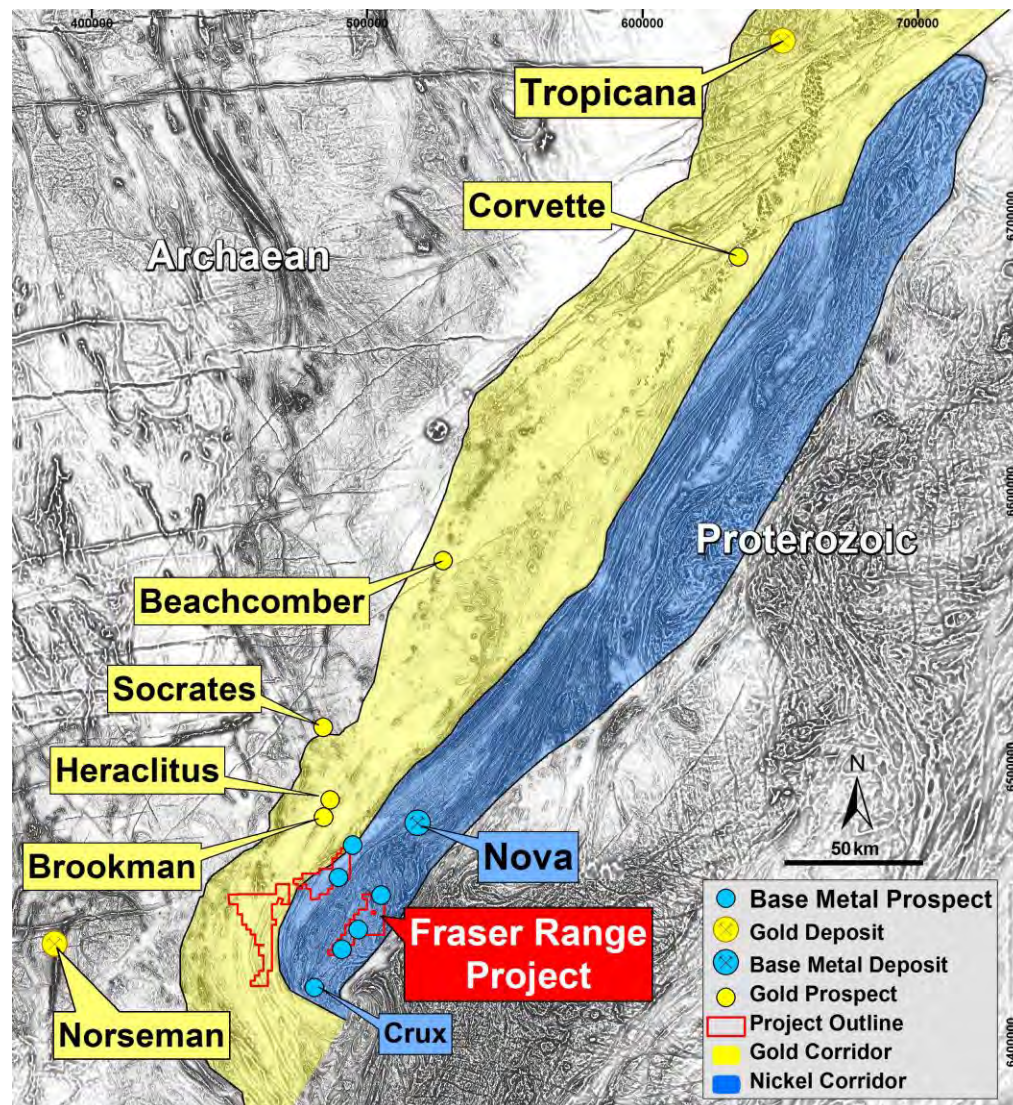 400000
500000
600000
700000
Tropicana
Corvette
6700000
Archaean
6600000
Proterozoic
Beachcomber
Socrates
Heraclitus
6500000
Brookman
N
Nova
50 km
Fraser Range
Project
Norseman
Crux
6400000
Base Metal Prospect
Gold Deposit
Base Metal Deposit
Gold Prospect
Project Outline
Gold Corridor
Nickel Corridor